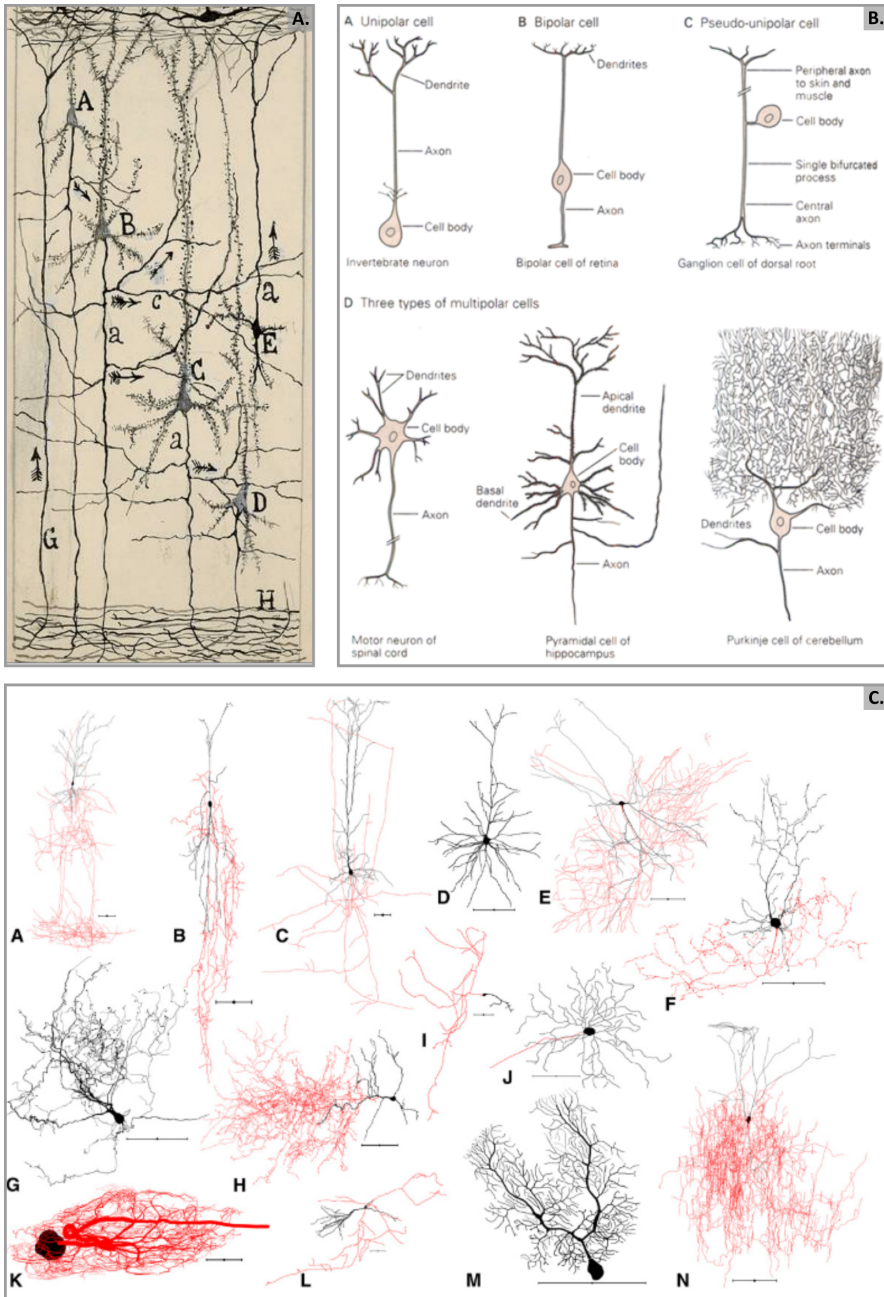 A.
A
B
c
a
a
E
C
a
D
G
H
B.
A Unipolar cell
Dendrite
Axon
Cell body
Invertebrate neuron
B Bipolar cell
Dendrites
Cell body
Axon
Bipolar cell of retina
C Pseudo-unipolar cell
Peripheral axon
to skin and
muscle
Cell body
Single bifurcated
process
Central
axon
Axon terminals
Ganglion cell of dorsal root
D Three types of multipolar cells
Dendrites
Cell body
Axon
Motor neuron of
spinal cord
Apical
dendrite
Cell
body
Basal
dendrite
Axon
Pyramidal cell of
hippocampus
Dendrites
Cell body
Axon
Purkinje cell of cerebellum
C.
A
B
C
D
E
F
G
H
I
J
K
L
M
N